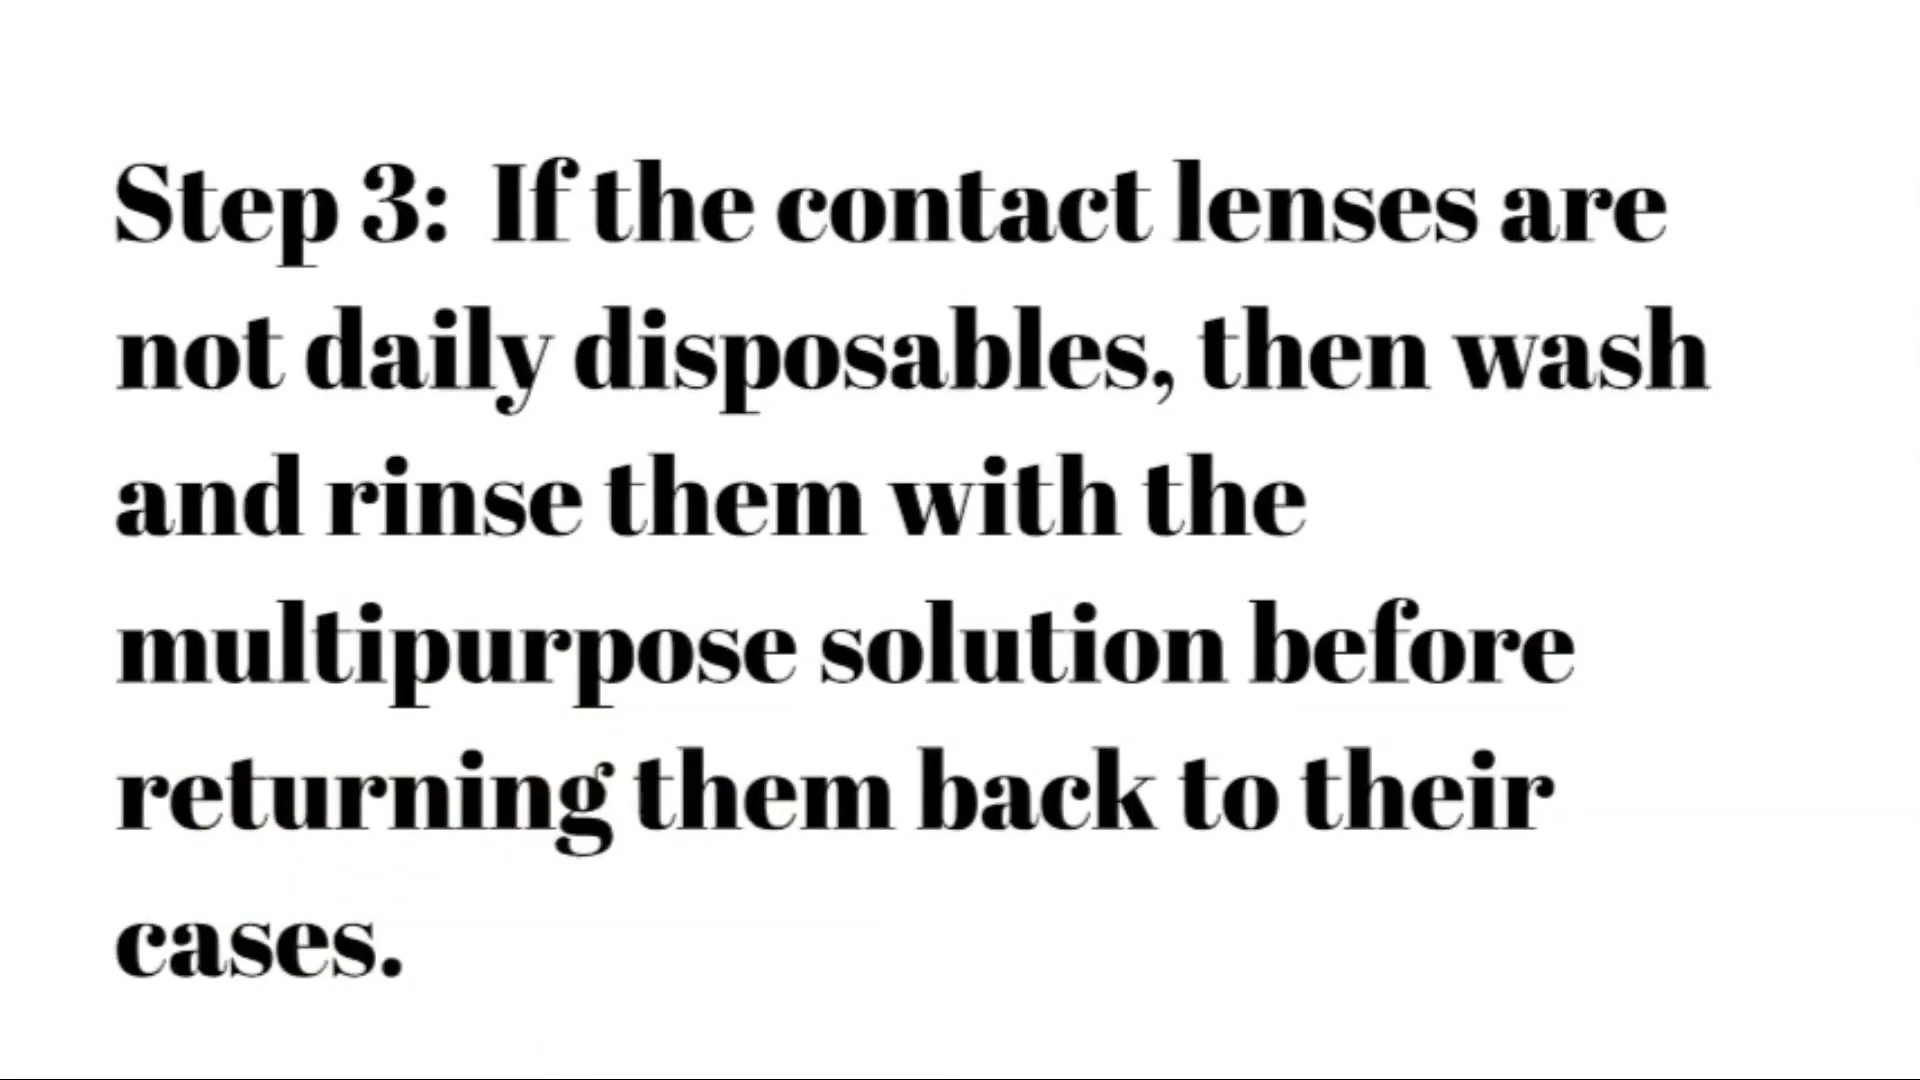 Step 3:  If the contact lenses are
not daily disposables, then wash
and rinse them with the
multipurpose solution before
returning them back to their
cases.